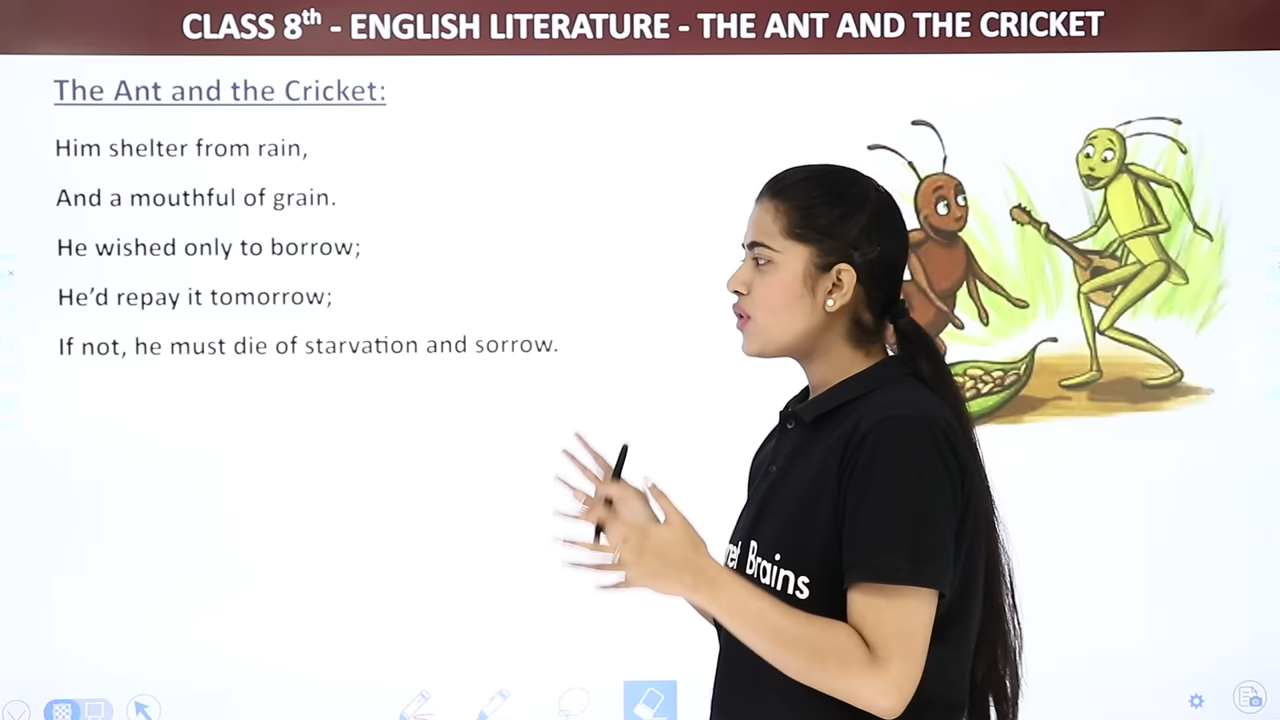 CLASS 8th - ENGLISH LITERATURE - THE ANT AND THE CRICKET
The Ant and the Cricket:
Him shelter from rain,
And a mouthful of grain.
He wished only to borrow;
He’d repay it tomorrow;
If not, he must die of starvation and sorrow.
Brains